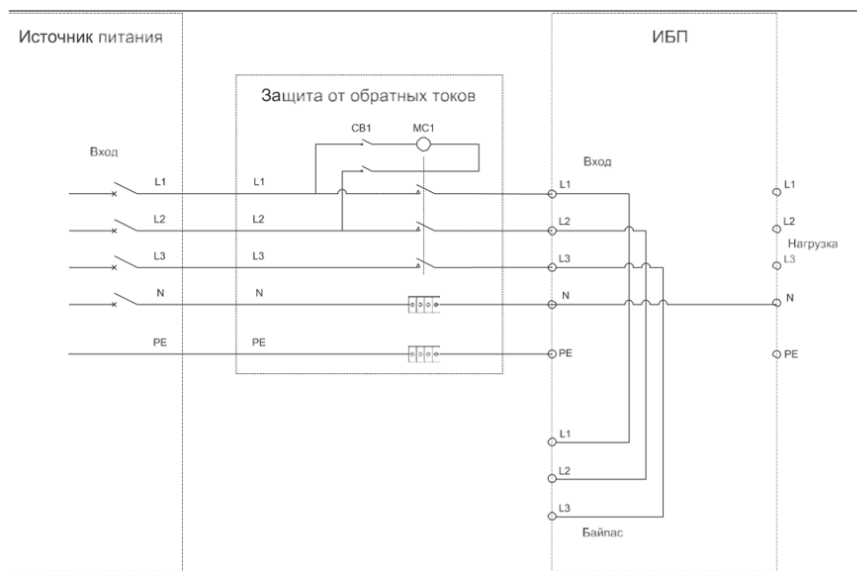 Источник питания
ИБП
Защита от обратных токов
CB1
MC1
Вход
Вход
L1
L1
L1
L1
L2
L2
L2
L2
Нагрузка
L3
L3
L3
L3
N
N
N
N
PE
PE
PE
PE
L1
L2
L3
Байпас